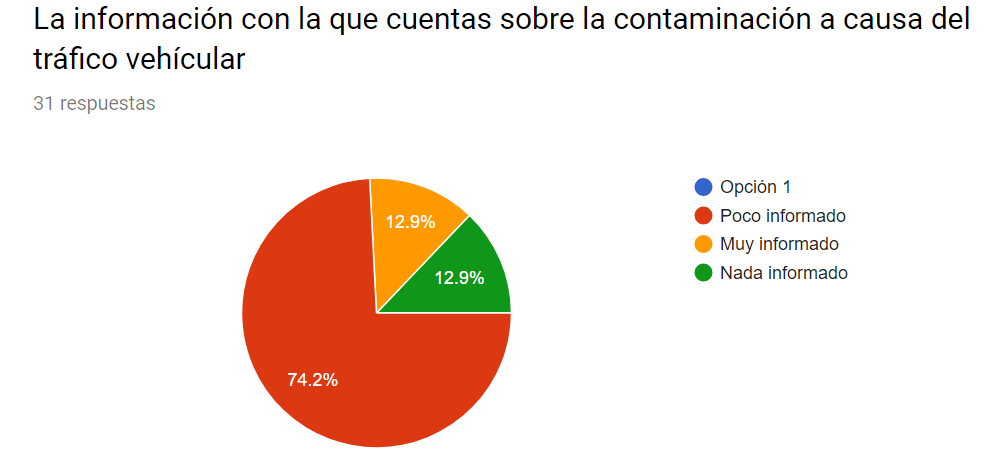 La información con la que cuentas sobre la contaminación a causa del
tráfico vehícular
31 respuestas
12.9%
12.9%
74.2%
Opción 1
Poco informado
Muy informado
Nada informado